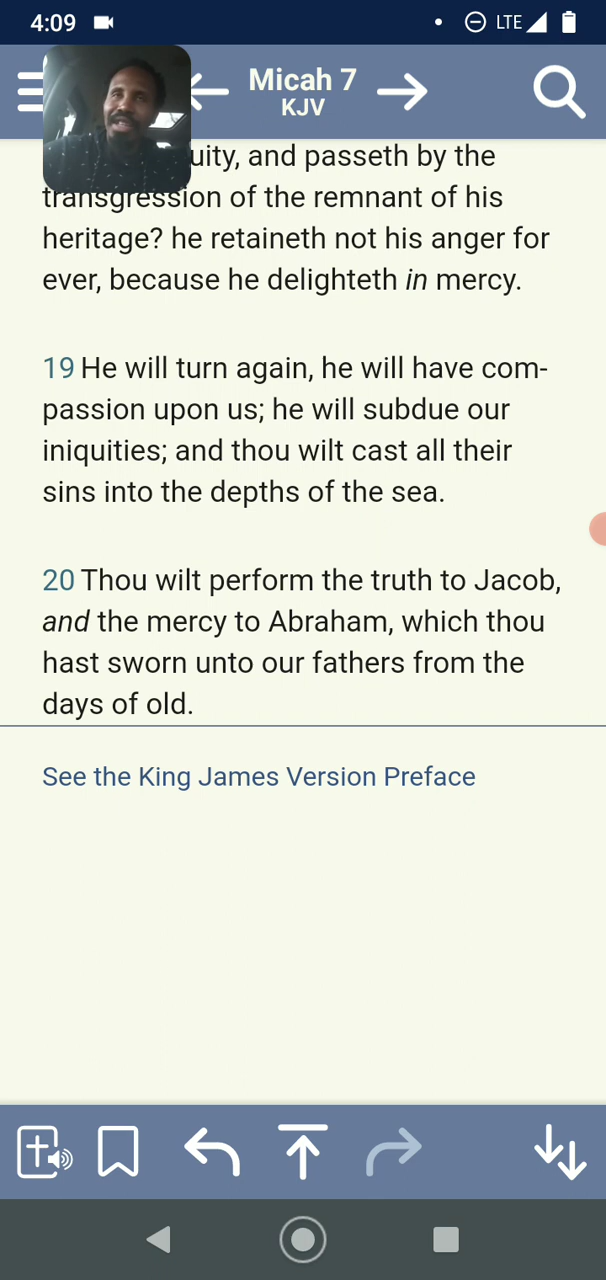 4:09
LTE
Micah 7
KJV
uity, and passeth by the
transgression of the remnant of his
heritage? he retaineth not his anger for
ever, because he delighteth in mercy.
19 He will turn again, he will have com-
passion upon us; he will subdue our
iniquities; and thou wilt cast all their
sins into the depths of the sea.
20 Thou wilt perform the truth to Jacob,
and the mercy to Abraham, which thou
hast sworn unto our fathers from the
days of old.
See the King James Version Preface